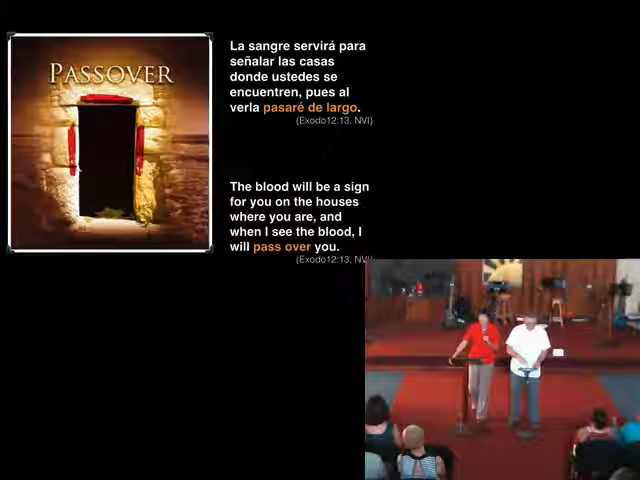 PASSOVER
La sangre servirá para
señalar las casas
donde ustedes se
encuentren, pues al
verla pasaré de largo.
(Exodo12:13, NVI)
The blood will be a sign
for you on the houses
where you are, and
when I see the blood, I
will pass over you.
(Exodo12:13, NVI)